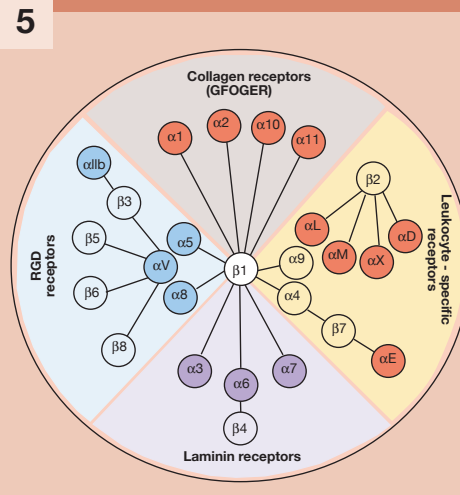 5
Collagen receptors
(GFOGER)
α1
α2
α10
α11
αIIb
β3
β5
α5
αV
β6
α8
β8
RGD
receptors
β1
β2
αL
αM
αX
αD
α9
α4
β7
αE
Leukocyte - specific
receptors
α3
α6
α7
β4
Laminin receptors